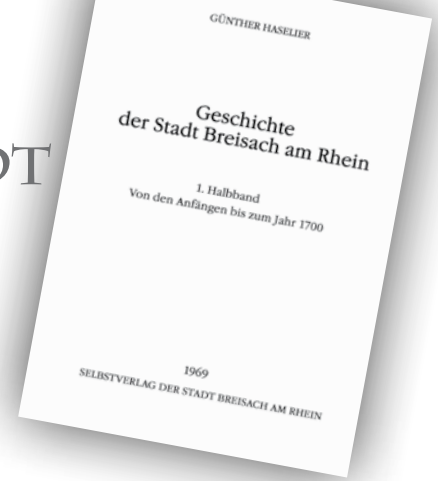 GÜNTHER HASELIER
Geschichte
der Stadt Breisach am Rhein
1. Halbband
Von den Anfängen bis zum Jahr 1700
1969
SELBSTVERLAG DER STADT BREISACH AM RHEIN